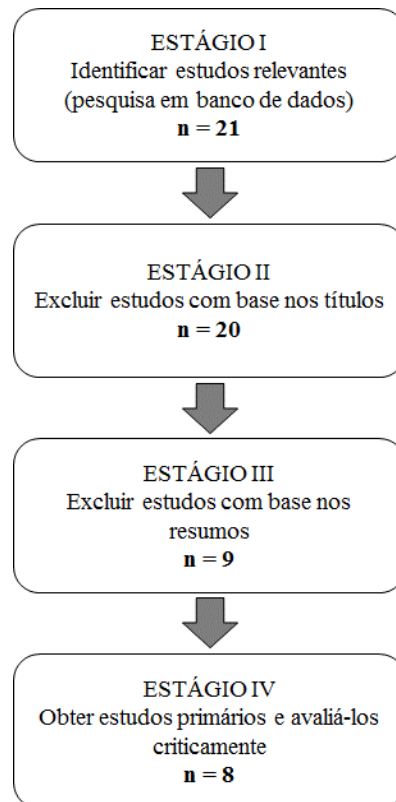 ESTÁGIO I
Identificar estudos relevantes
(pesquisa em banco de dados)
n = 21
ESTÁGIO II
Excluir estudos com base nos títulos
n = 20
ESTÁGIO III
Excluir estudos com base nos
resumos
n = 9
ESTÁGIO IV
Obter estudos primários e avaliá-los
criticamente
n = 8